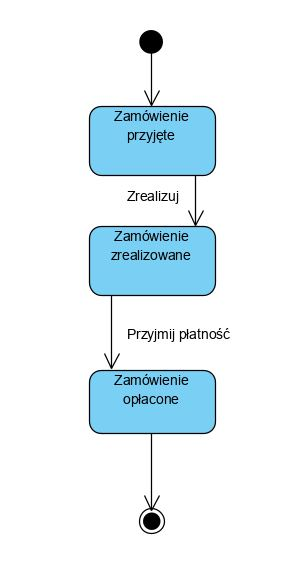 Zamówienie
przyjęte
Zrealizuj
Zamówienie
zrealizowane
Przyjmij płatność
Zamówienie
opłacone